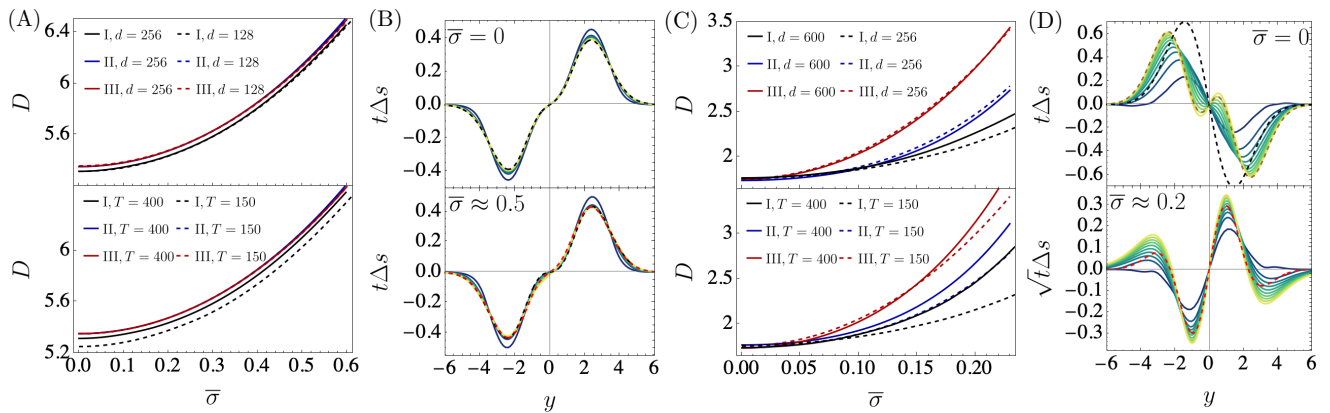 (A)
6.4
6
5.6
D
I, d = 256
I, d = 128
II, d = 256
II, d = 128
III, d = 256
III, d = 128
6
5.6
5.2
D
I, T = 400
I, T = 150
II, T = 400
II, T = 150
III, T = 400
III, T = 150
0.0 0.1 0.2 0.3 0.4 0.5 0.6
σ̅
(B)
σ̅ = 0
0.4
0.2
0.0
−0.2
−0.4
tΔs
σ̅ ≈ 0.5
0.4
0.2
0.0
−0.2
−0.4
tΔs
−6 −4 −2 0 2 4 6
y
(C)
3.5
3
2.5
2
D
I, d = 600
I, d = 256
II, d = 600
II, d = 256
III, d = 600
III, d = 256
3
2.5
2
D
I, T = 400
I, T = 150
II, T = 400
II, T = 150
III, T = 400
III, T = 150
0.00 0.05 0.10 0.15 0.20
σ̅
(D)
σ̅ = 0
0.6
0.4
0.2
0.0
−0.2
−0.4
−0.6
tΔs
σ̅ ≈ 0.2
0.3
0.2
0.1
0.0
−0.1
−0.2
−0.3
√tΔs
−6 −4 −2 0 2 4 6
y